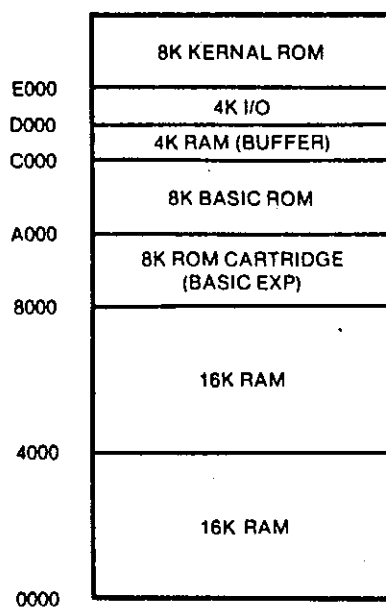 8K KERNAL ROM
E000
4K I/O
D000
4K RAM (BUFFER)
C000
8K BASIC ROM
A000
8K ROM CARTRIDGE
(BASIC EXP)
8000
16K RAM
4000
16K RAM
0000